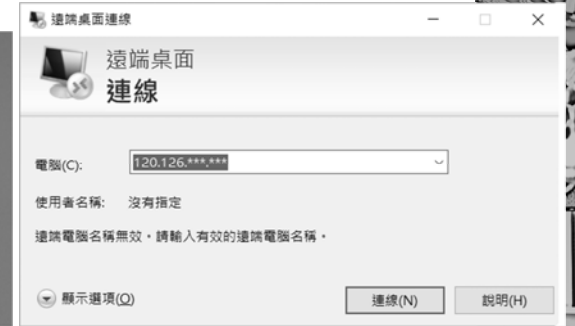 遠端桌面連線
遠端桌面
連線
電腦(C): 120.126.***.***
使用者名稱: 沒有指定
遠端電腦名稱無效。請輸入有效的遠端電腦名稱。
顯示選項(O) 連線(N) 說明(H)